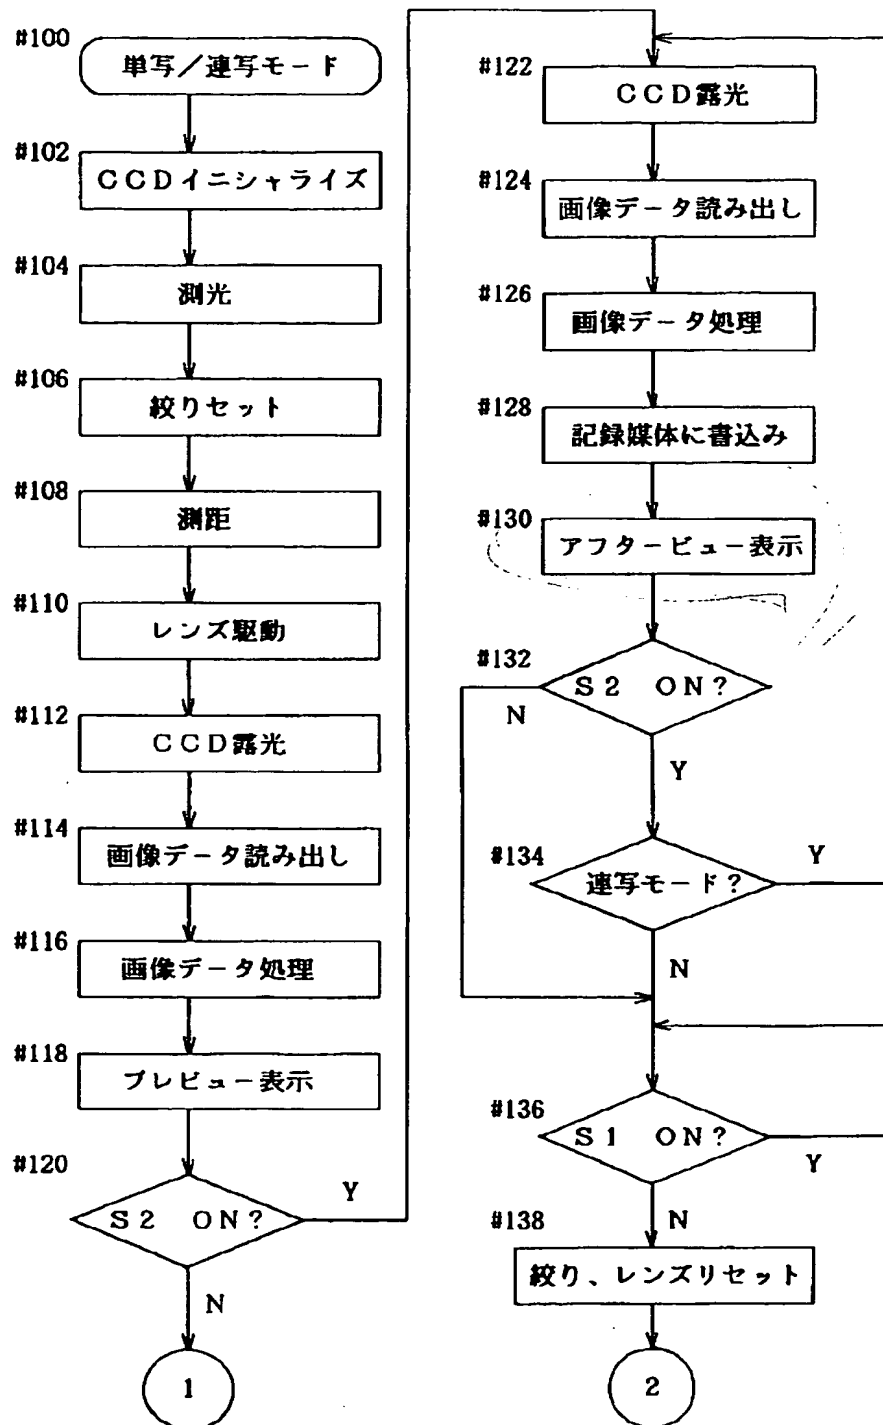 #100
単写／連写モード
#102
CCDイニシャライズ
#104
測光
#106
絞りセット
#108
測距
#110
レンズ駆動
#112
CCD露光
#114
画像データ読み出し
#116
画像データ処理
#118
プレビュー表示
#120
S2 ON?
Y
N
1
#122
CCD露光
#124
画像データ読み出し
#126
画像データ処理
#128
記録媒体に書込み
#130
アフタービュー表示
#132
S2 ON?
N
Y
#134
連写モード?
Y
N
#136
S1 ON?
Y
N
#138
絞り、レンズリセット
2